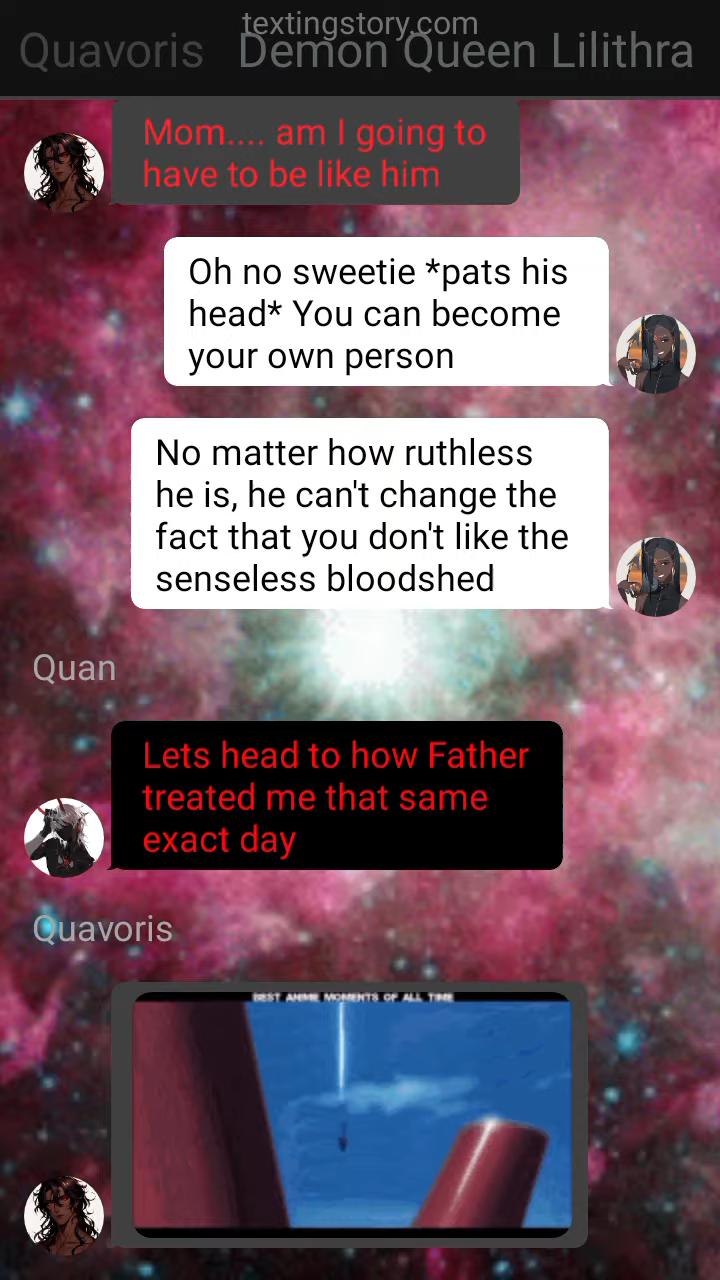 textingstory.com
Quavoris Demon Queen Lilithra
Mom.... am I going to
have to be like him
Oh no sweetie *pats his
head* You can become
your own person
No matter how ruthless
he is, he can't change the
fact that you don't like the
senseless bloodshed
Quan
Lets head to how Father
treated me that same
exact day
Quavoris
BEST ANIME MOMENTS OF ALL TIME